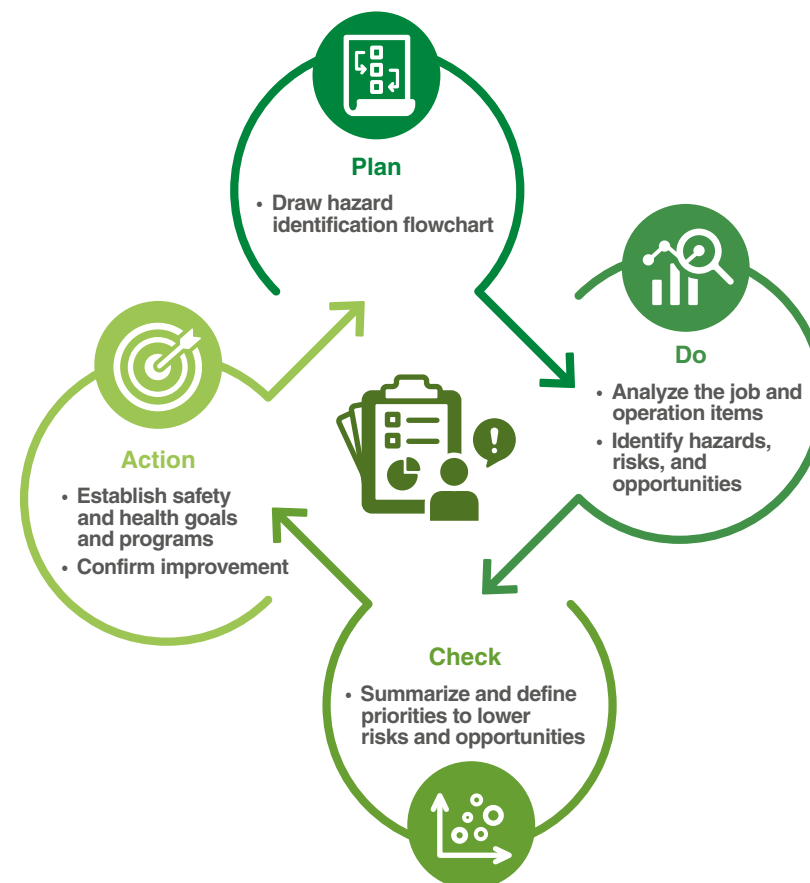 Plan
• Draw hazard
identification flowchart
Do
• Analyze the job and
operation items
• Identify hazards,
risks, and
opportunities
Check
• Summarize and define
priorities to lower
risks and opportunities
Action
• Establish safety
and health goals
and programs
• Confirm improvement